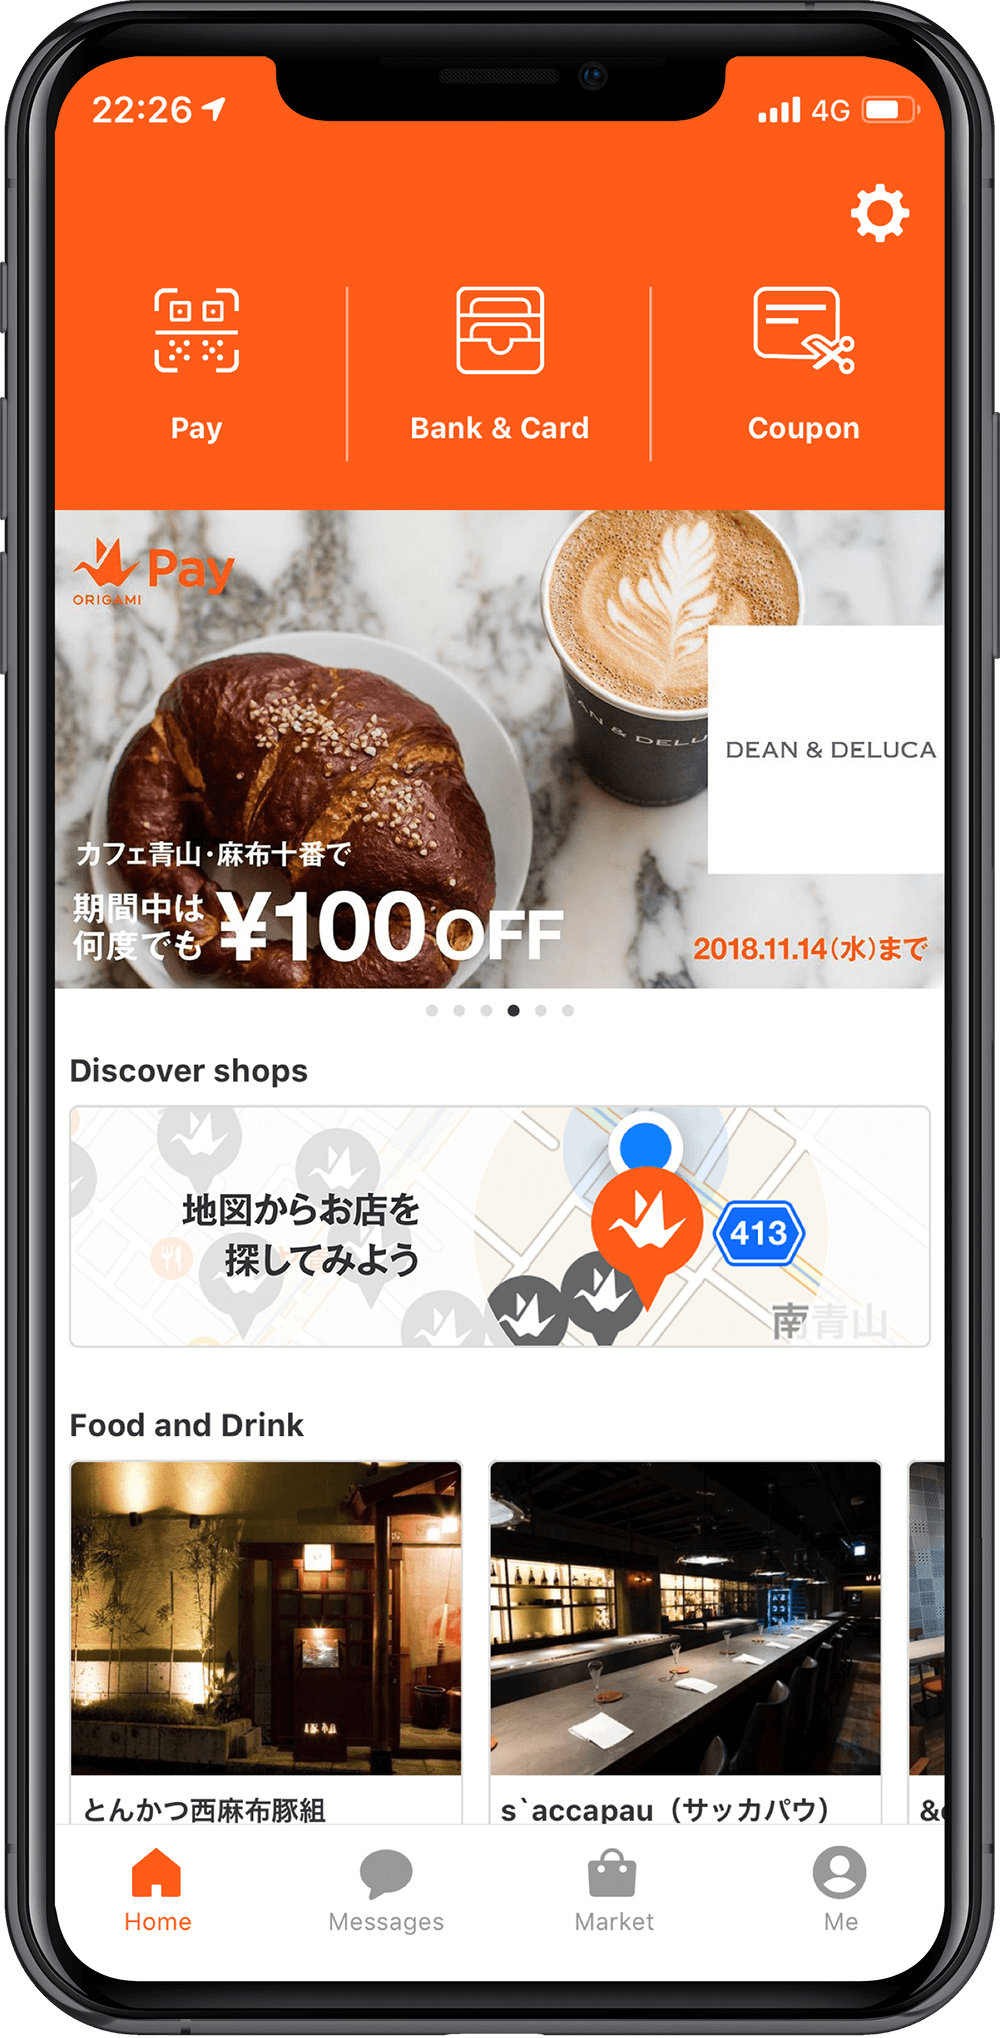 22:26
4G
Pay
Bank & Card
Coupon
ORIGAMI Pay
DEAN & DELUCA
カフェ青山・麻布十番で
期間中は
何度でも
¥100 OFF
2018.11.14(水)まで
Discover shops
地図からお店を
探してみよう
413
南青山
Food and Drink
とんかつ西麻布豚組
s`accapau（サッカパウ）
Home
Messages
Market
Me